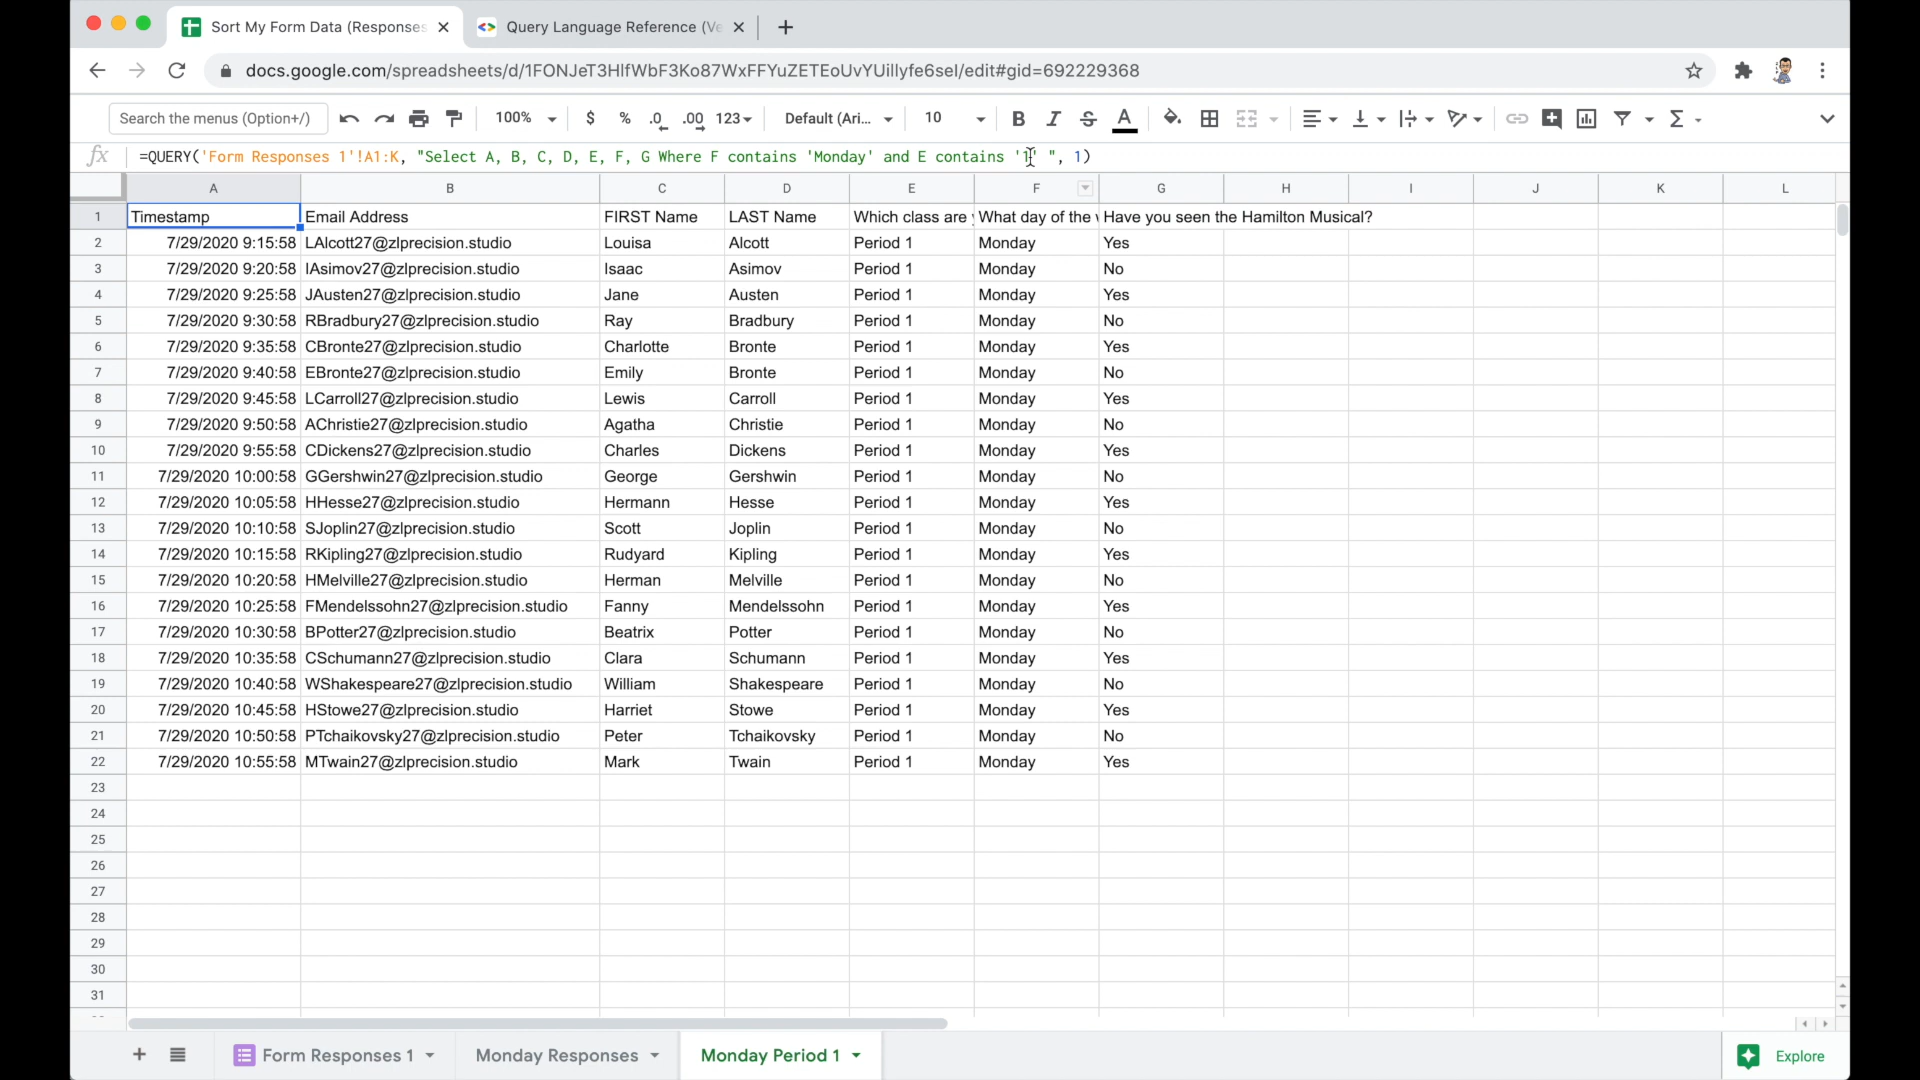 Sort My Form Data (Responses
Query Language Reference (Ve
docs.google.com/spreadsheets/d/1FONJeT3HlfWbF3Ko87WxFFYuZETEoUvYUillyfe6sel/edit#gid=692229368
Search the menus (Option+/) 100% $ % .0 .00 123 Default (Ari... 10 B I S A
fx =QUERY('Form Responses 1'!A1:K, "Select A, B, C, D, E, F, G Where F contains 'Monday' and E contains '1' ", 1)
A B C D E F G H I J K L
1 Timestamp Email Address FIRST Name LAST Name Which class are y What day of the w Have you seen the Hamilton Musical?
2 7/29/2020 9:15:58 LAlcott27@zlprecision.studio Louisa Alcott Period 1 Monday Yes
3 7/29/2020 9:20:58 IAsimov27@zlprecision.studio Isaac Asimov Period 1 Monday No
4 7/29/2020 9:25:58 JAusten27@zlprecision.studio Jane Austen Period 1 Monday Yes
5 7/29/2020 9:30:58 RBradbury27@zlprecision.studio Ray Bradbury Period 1 Monday No
6 7/29/2020 9:35:58 CBronte27@zlprecision.studio Charlotte Bronte Period 1 Monday Yes
7 7/29/2020 9:40:58 EBronte27@zlprecision.studio Emily Bronte Period 1 Monday No
8 7/29/2020 9:45:58 LCarroll27@zlprecision.studio Lewis Carroll Period 1 Monday Yes
9 7/29/2020 9:50:58 AChristie27@zlprecision.studio Agatha Christie Period 1 Monday No
10 7/29/2020 9:55:58 CDickens27@zlprecision.studio Charles Dickens Period 1 Monday Yes
11 7/29/2020 10:00:58 GGershwin27@zlprecision.studio George Gershwin Period 1 Monday No
12 7/29/2020 10:05:58 HHesse27@zlprecision.studio Hermann Hesse Period 1 Monday Yes
13 7/29/2020 10:10:58 SJoplin27@zlprecision.studio Scott Joplin Period 1 Monday No
14 7/29/2020 10:15:58 RKipling27@zlprecision.studio Rudyard Kipling Period 1 Monday Yes
15 7/29/2020 10:20:58 HMelville27@zlprecision.studio Herman Melville Period 1 Monday No
16 7/29/2020 10:25:58 FMendelssohn27@zlprecision.studio Fanny Mendelssohn Period 1 Monday Yes
17 7/29/2020 10:30:58 BPotter27@zlprecision.studio Beatrix Potter Period 1 Monday No
18 7/29/2020 10:35:58 CSchumann27@zlprecision.studio Clara Schumann Period 1 Monday Yes
19 7/29/2020 10:40:58 WShakespeare27@zlprecision.studio William Shakespeare Period 1 Monday No
20 7/29/2020 10:45:58 HStowe27@zlprecision.studio Harriet Stowe Period 1 Monday Yes
21 7/29/2020 10:50:58 PTchaikovsky27@zlprecision.studio Peter Tchaikovsky Period 1 Monday No
22 7/29/2020 10:55:58 MTwain27@zlprecision.studio Mark Twain Period 1 Monday Yes
23
24
25
26
27
28
29
30
31
Form Responses 1 Monday Responses Monday Period 1 Explore